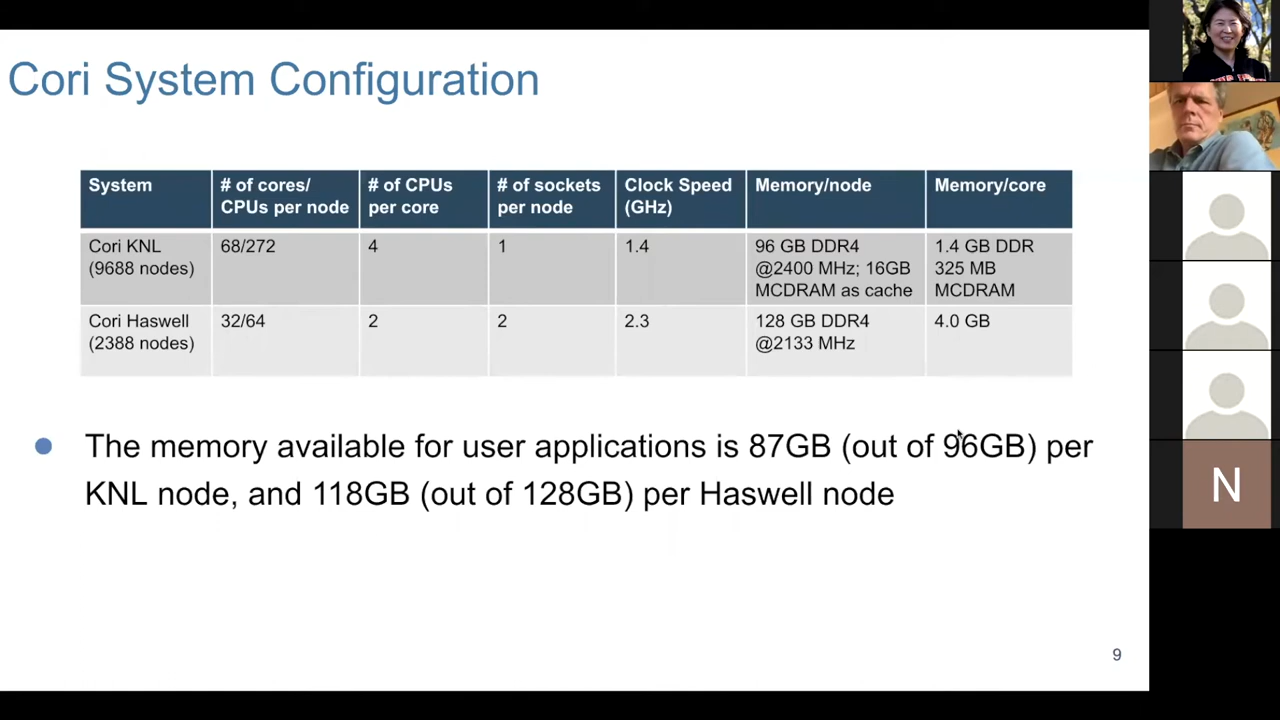 Cori System Configuration
System
# of cores/
CPUs per node
# of CPUs
per core
# of sockets
per node
Clock Speed
(GHz)
Memory/node
Memory/core
Cori KNL
(9688 nodes)
68/272
4
1
1.4
96 GB DDR4
@2400 MHz; 16GB
MCDRAM as cache
1.4 GB DDR
325 MB
MCDRAM
Cori Haswell
(2388 nodes)
32/64
2
2
2.3
128 GB DDR4
@2133 MHz
4.0 GB
The memory available for user applications is 87GB (out of 96GB) per
KNL node, and 118GB (out of 128GB) per Haswell node
9
N